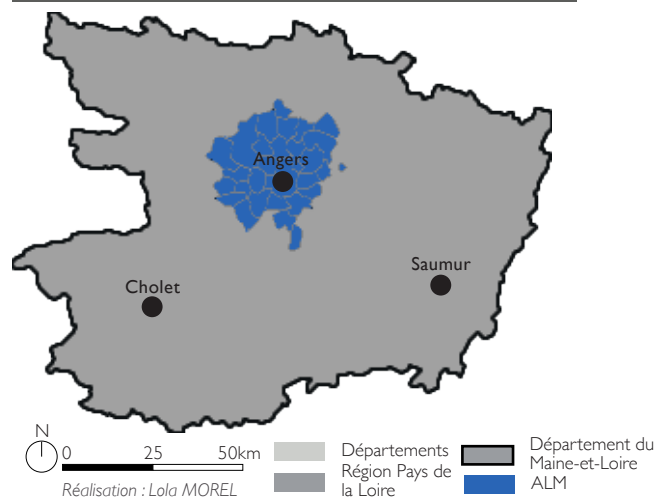 Angers
Saumur
Cholet
N
0 25 50km
Réalisation : Lola MOREL
Départements
Région Pays de
la Loire
Département du
Maine-et-Loire
ALM